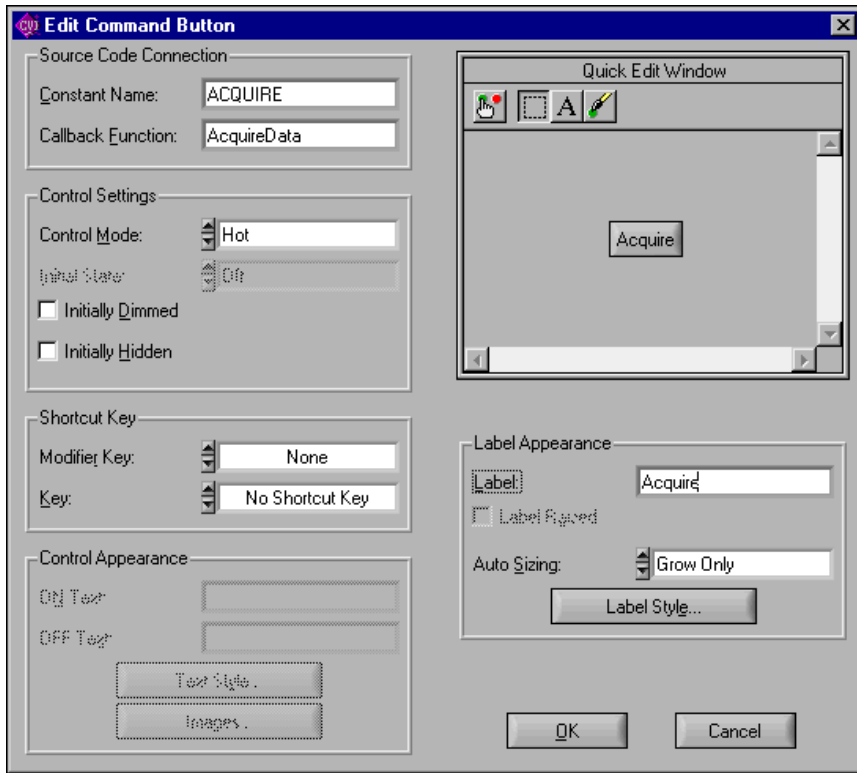 CVI Edit Command Button
Source Code Connection
Constant Name: ACQUIRE
Callback Function: AcquireData
Control Settings
Control Mode: Hot
Initial State: Off
Initially Dimmed
Initially Hidden
Shortcut Key
Modifier Key: None
Key: No Shortcut Key
Control Appearance
ON Text:
OFF Text:
Text Style...
Images...
Quick Edit Window
A
Acquire
Label Appearance
Label: Acquire
Label Raised
Auto Sizing: Grow Only
Label Style...
OK Cancel